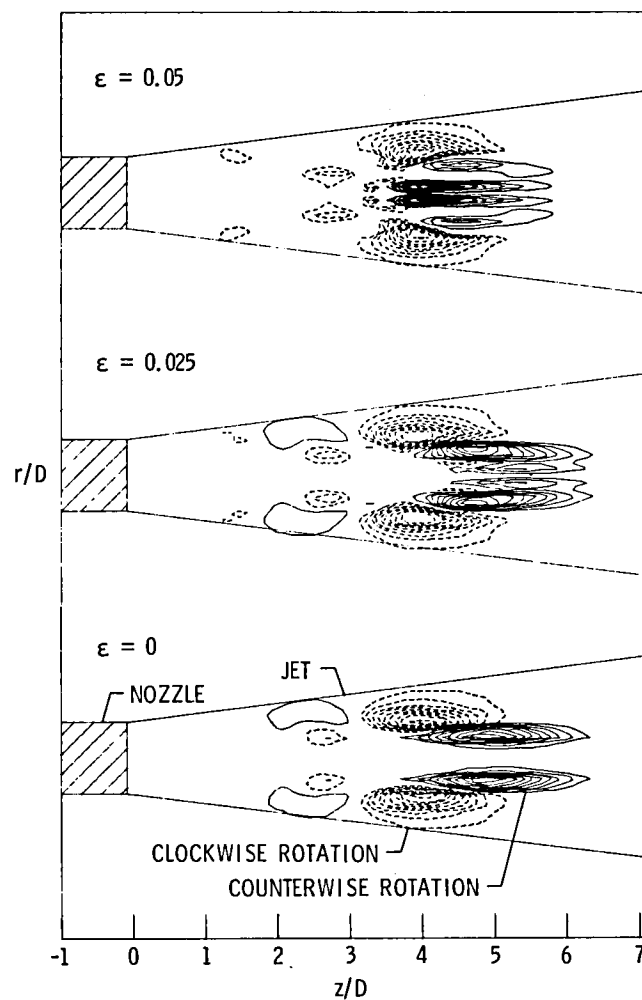 ε = 0.05
ε = 0.025
r/D
ε = 0
JET
NOZZLE
CLOCKWISE ROTATION
COUNTERWISE ROTATION
-1 0 1 2 3 4 5 6 7
z/D